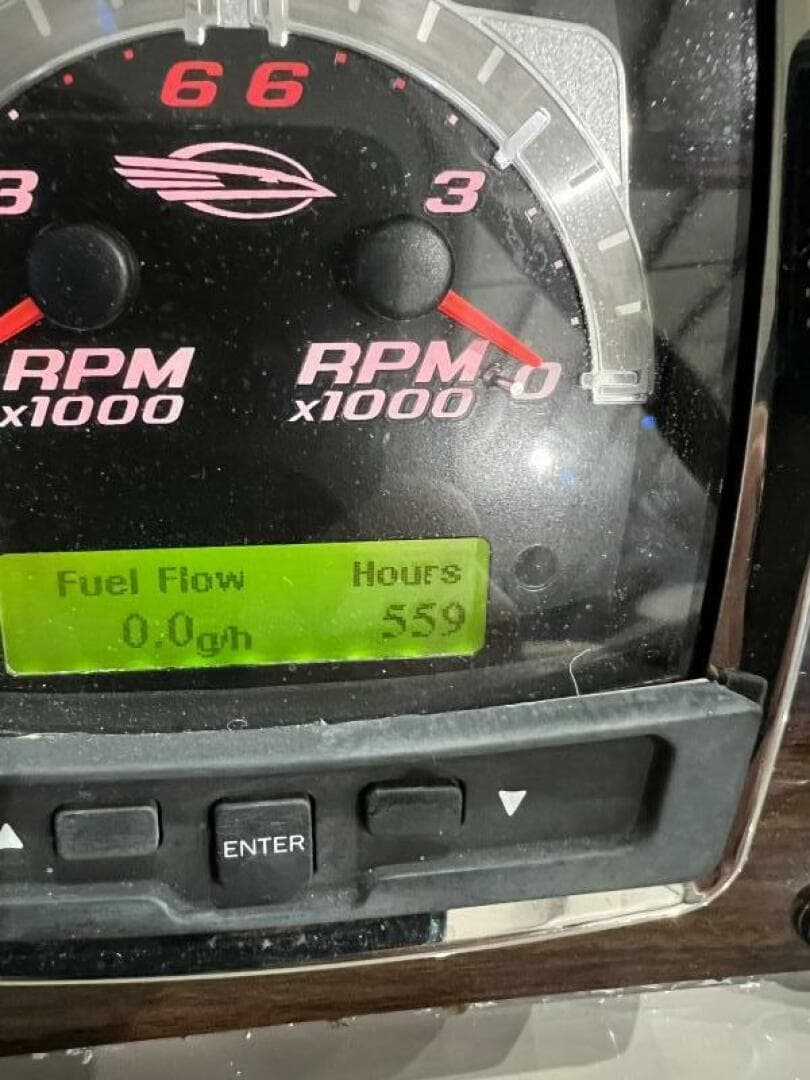 6 6
3 3
RPM RPM
x1000 x1000
0
Fuel Flow Hours
0.0g/h 559
ENTER